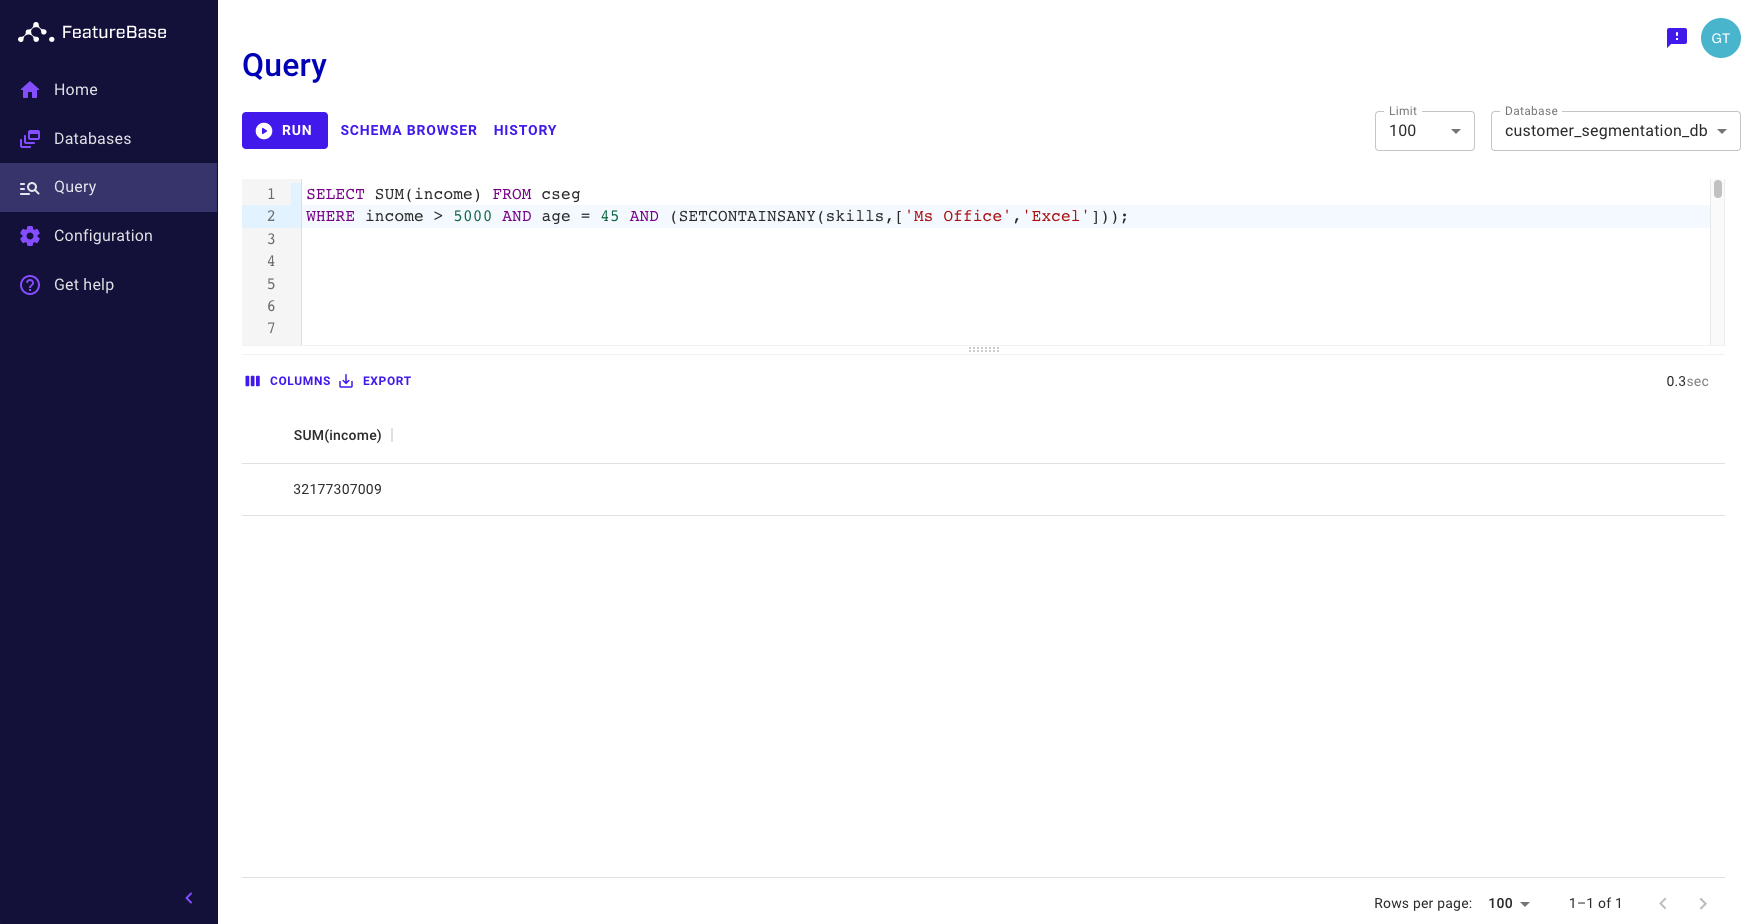 FeatureBase
Home
Databases
Query
Configuration
Get help
GT
Query
RUN
SCHEMA BROWSER
HISTORY
Limit
100
Database
customer_segmentation_db
1 SELECT SUM(income) FROM cseg
2 WHERE income > 5000 AND age = 45 AND (SETCONTAINSANY(skills,['Ms Office','Excel']));
3
4
5
6
7
COLUMNS
EXPORT
0.3sec
SUM(income)
32177307009
Rows per page: 100 1–1 of 1